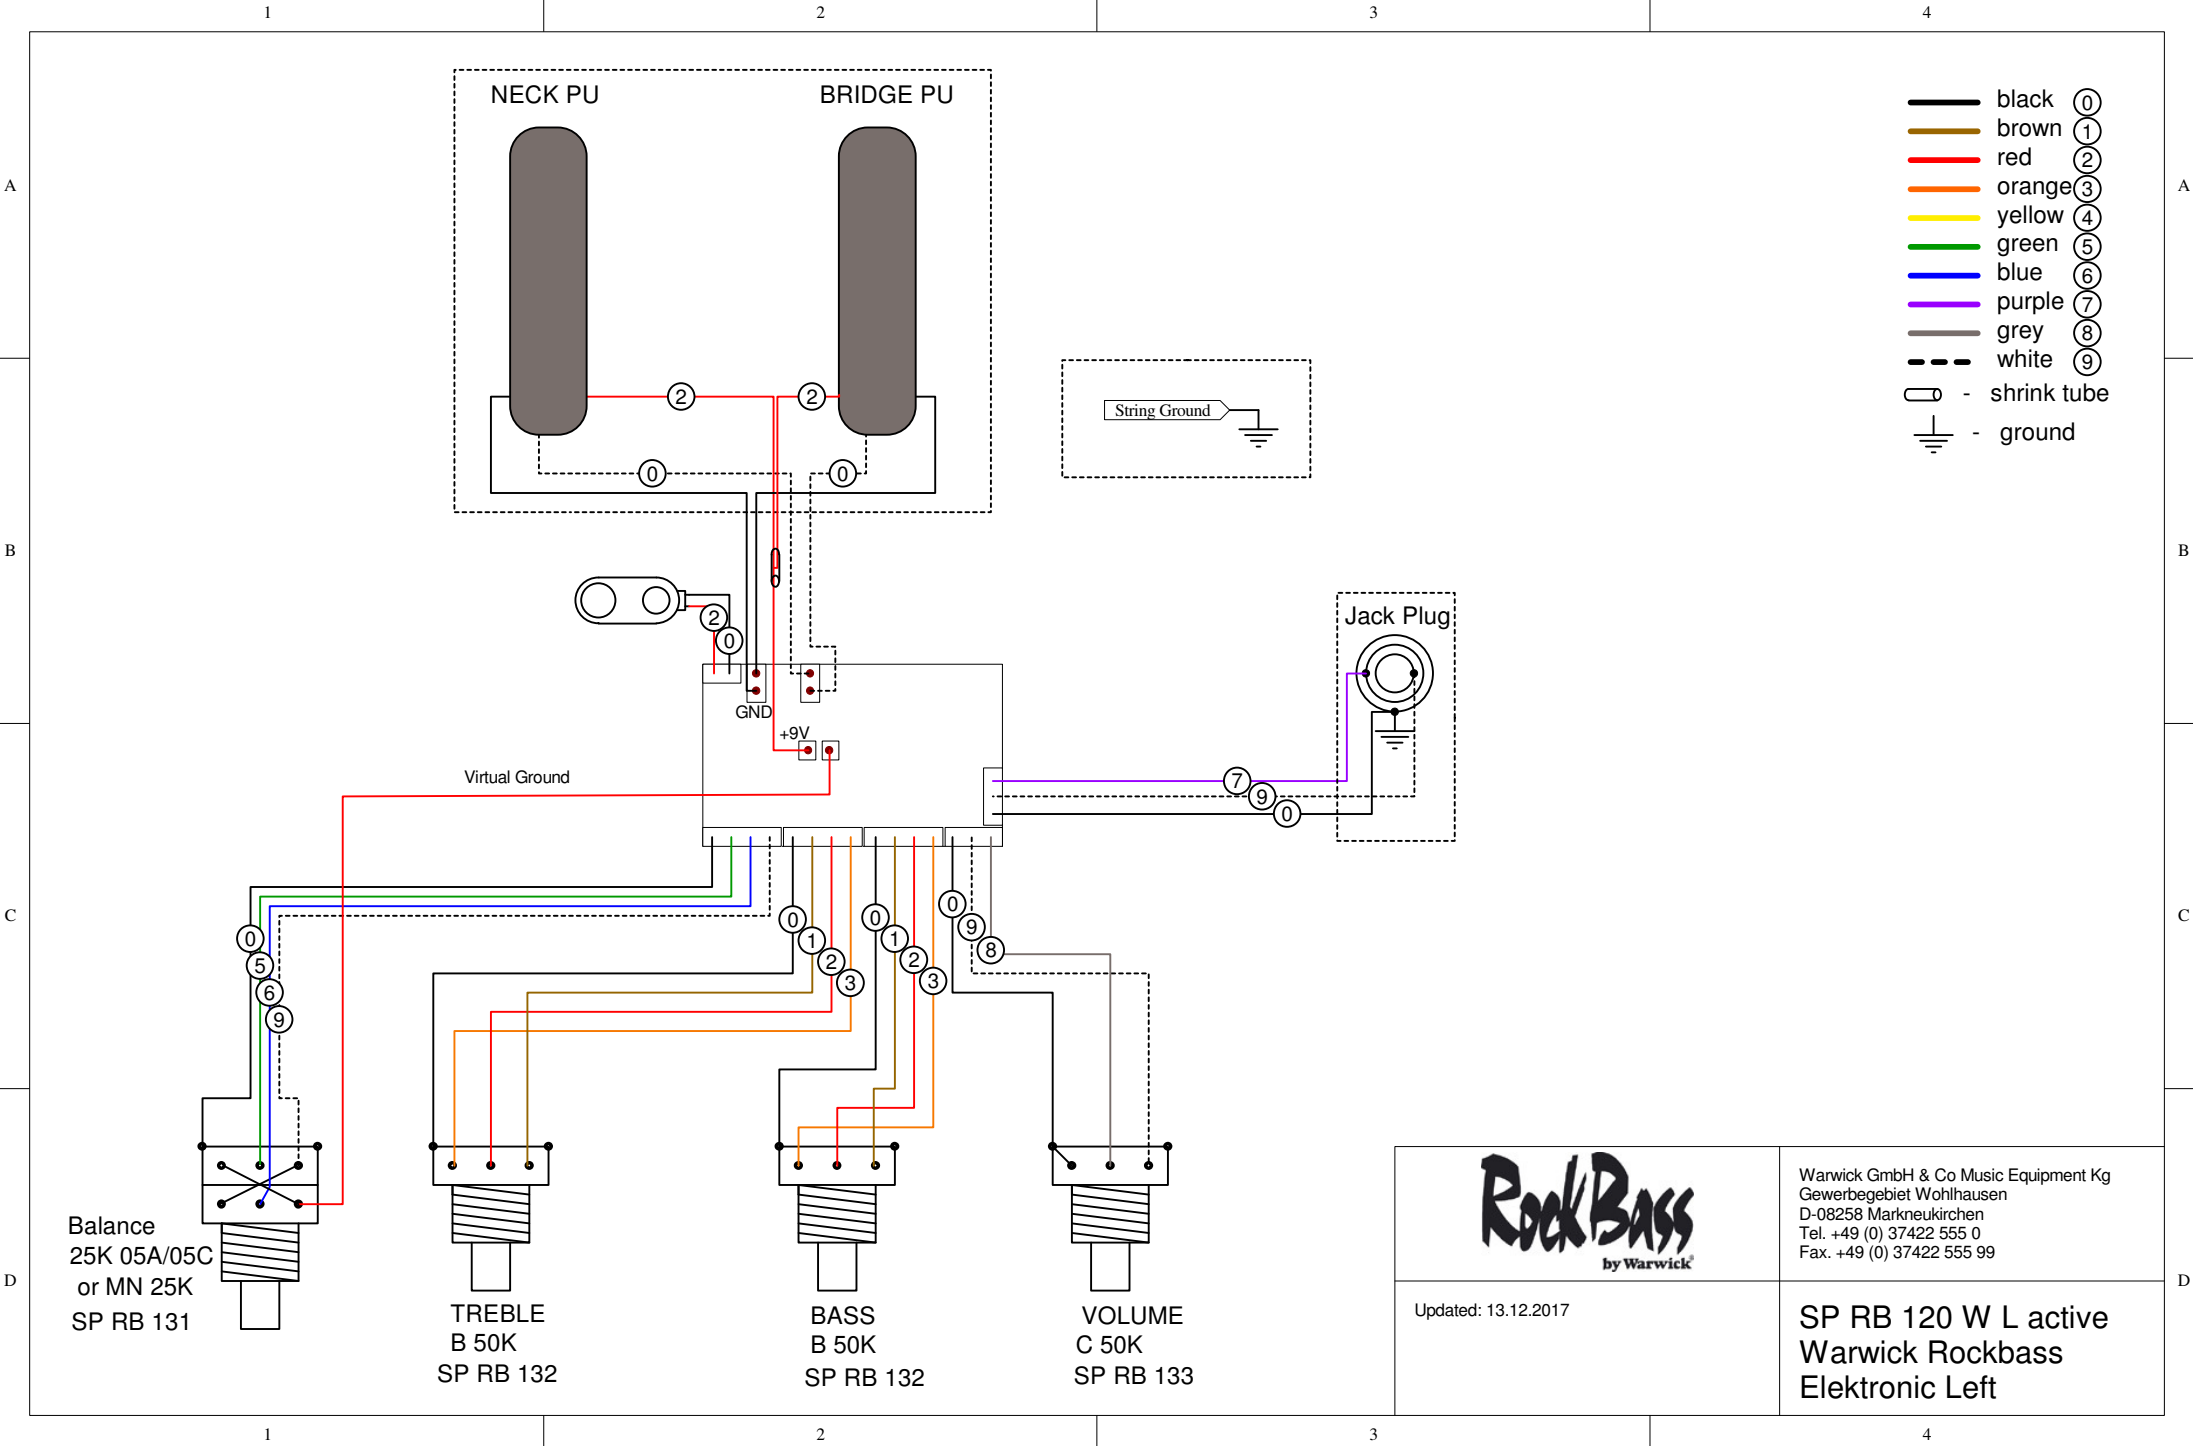 1 2 3 4
NECK PU BRIDGE PU
black 0
brown 1
red 2
orange 3
yellow 4
green 5
blue 6
purple 7
grey 8
white 9
- shrink tube
- ground
A A
2 2
String Ground
0 0
B B
2
0
Jack Plug
GND
+9V
Virtual Ground
7
9
0
C C
0
5
6
9
0
1
2
3
0
1
2
3
0
9
8
Balance
25K 05A/05C
or MN 25K
SP RB 131
TREBLE
B 50K
SP RB 132
BASS
B 50K
SP RB 132
VOLUME
C 50K
SP RB 133
D D
RockBass
by Warwick
Warwick GmbH & Co Music Equipment Kg
Gewerbegebiet Wohlhausen
D-08258 Markneukirchen
Tel. +49 (0) 37422 555 0
Fax. +49 (0) 37422 555 99
Updated: 13.12.2017
SP RB 120 W L active
Warwick Rockbass
Elektronic Left
1 2 3 4